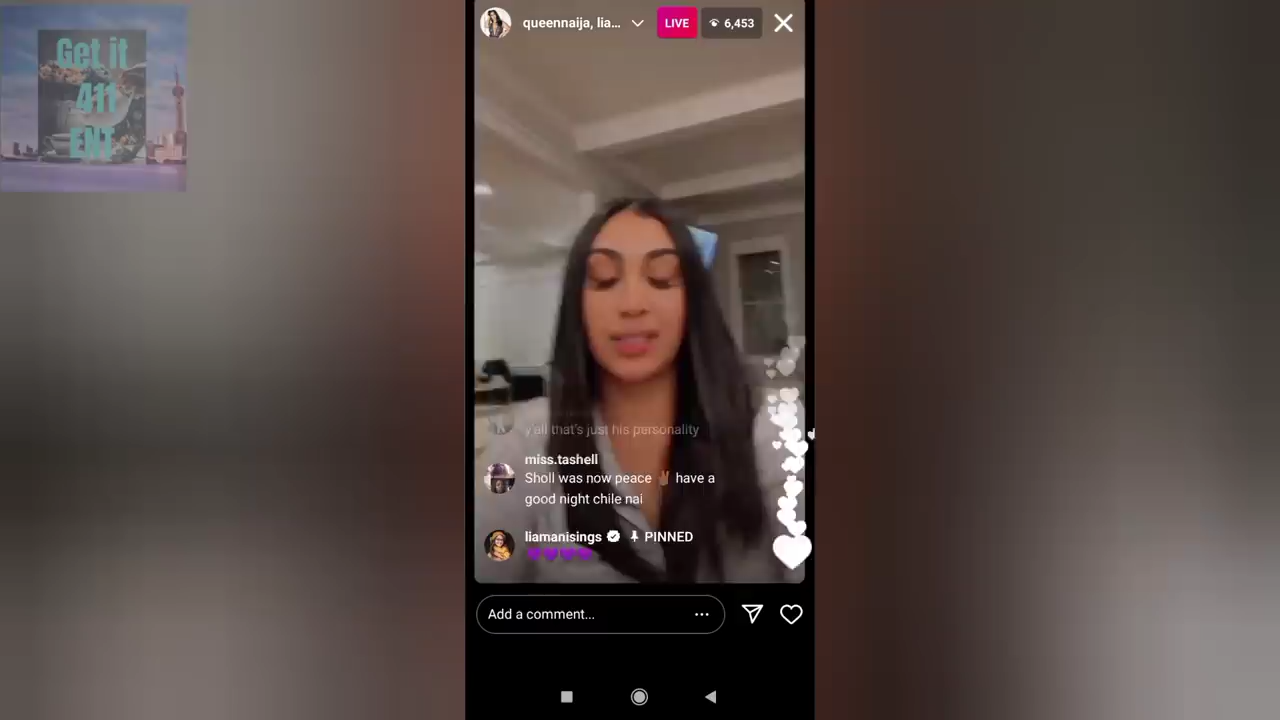 Get it
411
ENT
queennaija, lia...
LIVE
6,453
y'all that's just his personality
miss.tashell
Sholl was now peace ✌🏾 have a
good night chile nai
liamanisings PINNED
💜💜💜💜
Add a comment...